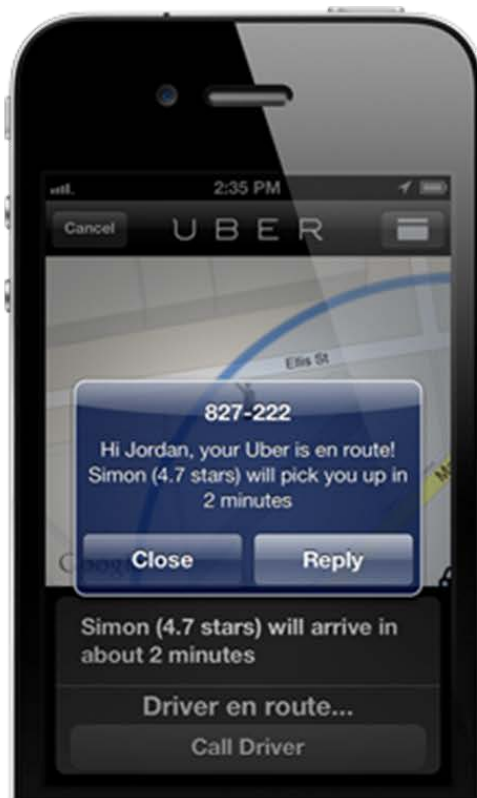 2:35 PM
Cancel
UBER
Ellis St
827-222
Hi Jordan, your Uber is en route!
Simon (4.7 stars) will pick you up in
2 minutes
Close
Reply
Simon (4.7 stars) will arrive in
about 2 minutes
Driver en route...
Call Driver